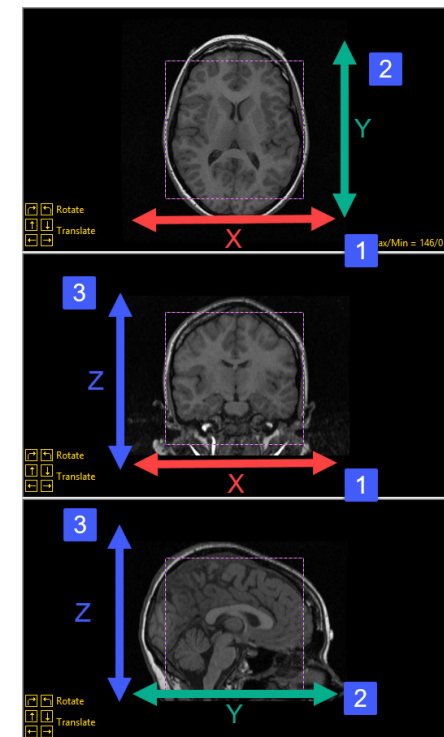 2
Y
Rotate
Translate
X
ax/Min = 146/0
1
3
Z
Rotate
Translate
X
1
3
Z
Rotate
Translate
Y
2